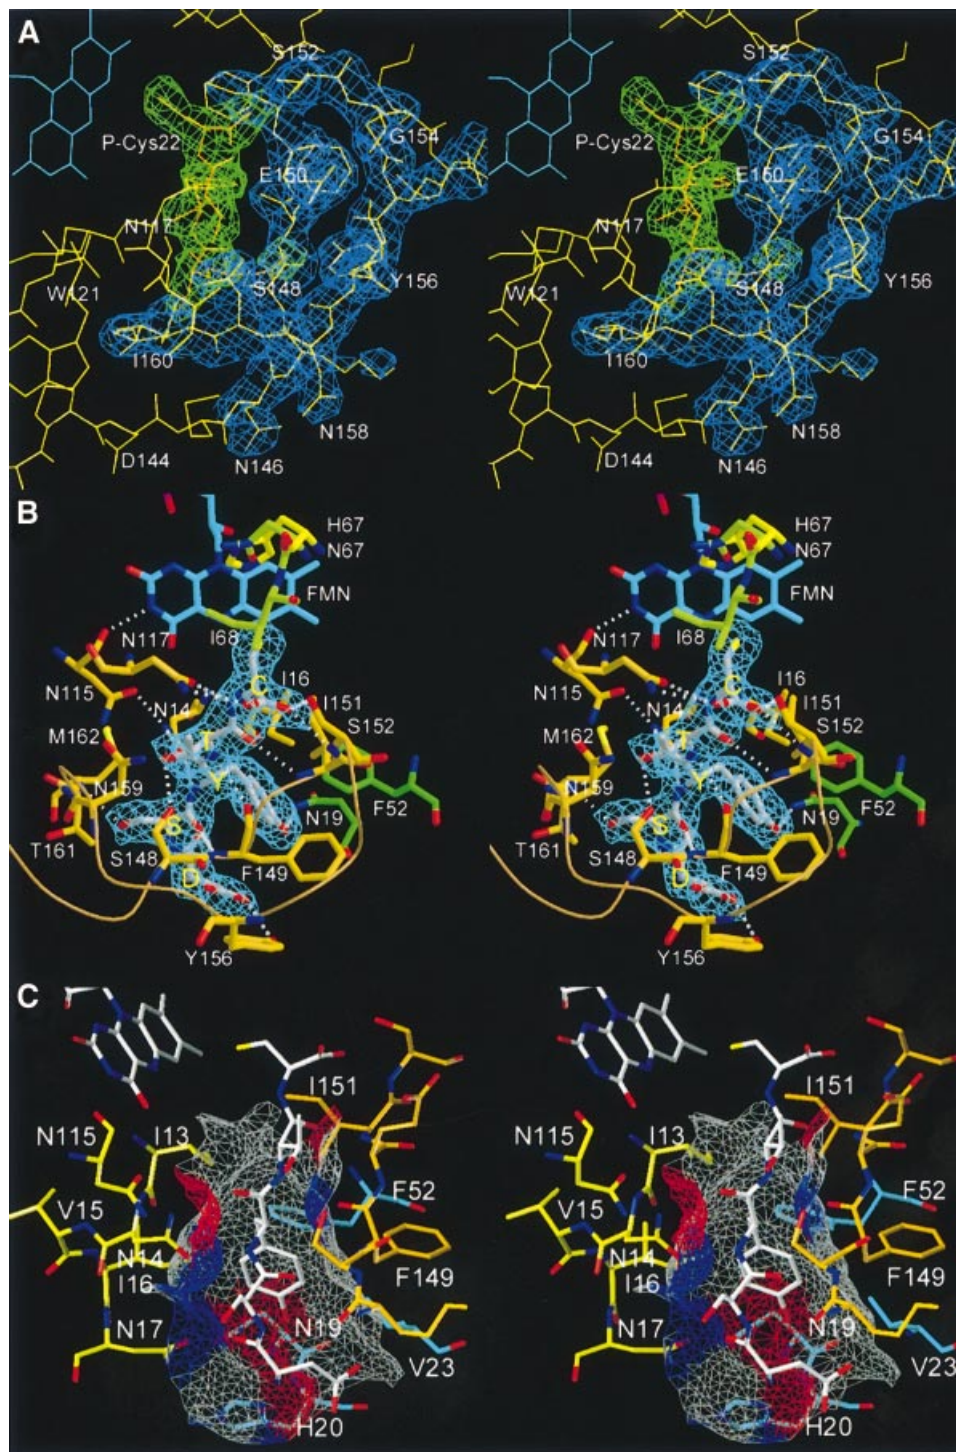 A
S152 S152
P-Cys22 G154 P-Cys22 G154
E150 E150
N117 N117
W121 S148 Y156 W121 S148 Y156
I160 I160
N158 N158
D144 N146 D144 N146
B
H67 H67
N67 N67
FMN FMN
N117 I68 N117 I68
N115 N14 C I16 N115 N14 C I16
I151 I151
M162 T S152 M162 T S152
Y Y
N159 N19 F52 N159 N19 F52
T161 S T161 S
S148 F149 S148 F149
D D
Y156 Y156
C
I151 I151
N115 I13 N115 I13
V15 F52 V15 F52
N14 N14
I16 F149 I16 F149
N17 N19 N17 N19
V23 V23
H20 H20